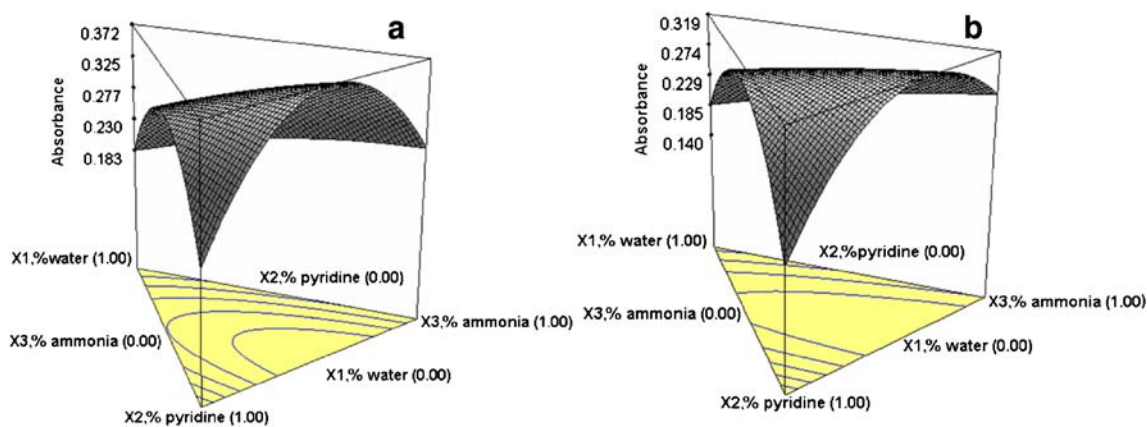 a
0.372
0.325
0.277
0.230
0.183
Absorbance
X1,%water (1.00)
X2,% pyridine (0.00)
X3,% ammonia (1.00)
X3,% ammonia (0.00)
X1,% water (0.00)
X2,% pyridine (1.00)
b
0.319
0.274
0.229
0.185
0.140
Absorbance
X1,% water (1.00)
X2,%pyridine (0.00)
X3,% ammonia (1.00)
X3,% ammonia (0.00)
X1,% water (0.00)
X2,% pyridine (1.00)